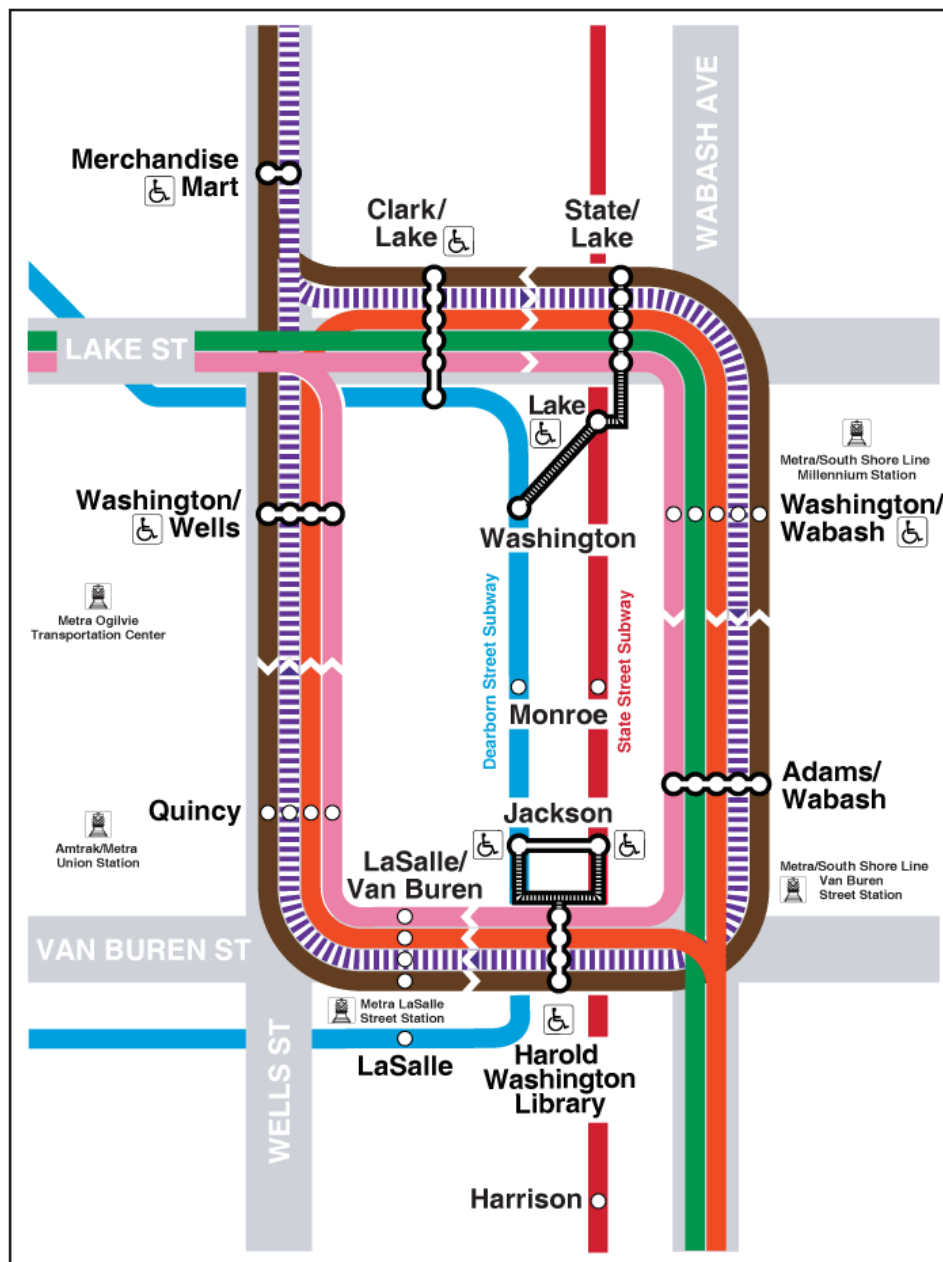 WABASH AVE
Merchandise
Mart
Clark/
Lake
State/
Lake
LAKE ST
Lake
Metra/South Shore Line
Millennium Station
Washington/
Wells
Washington
Washington/
Wabash
Metra Ogilvie
Transportation Center
Dearborn Street Subway
State Street Subway
Monroe
Adams/
Wabash
Quincy
Jackson
Amtrak/Metra
Union Station
LaSalle/
Van Buren
Metra/South Shore Line
Van Buren
Street Station
VAN BUREN ST
Metra LaSalle
Street Station
LaSalle
Harold
Washington
Library
WELLS ST
Harrison